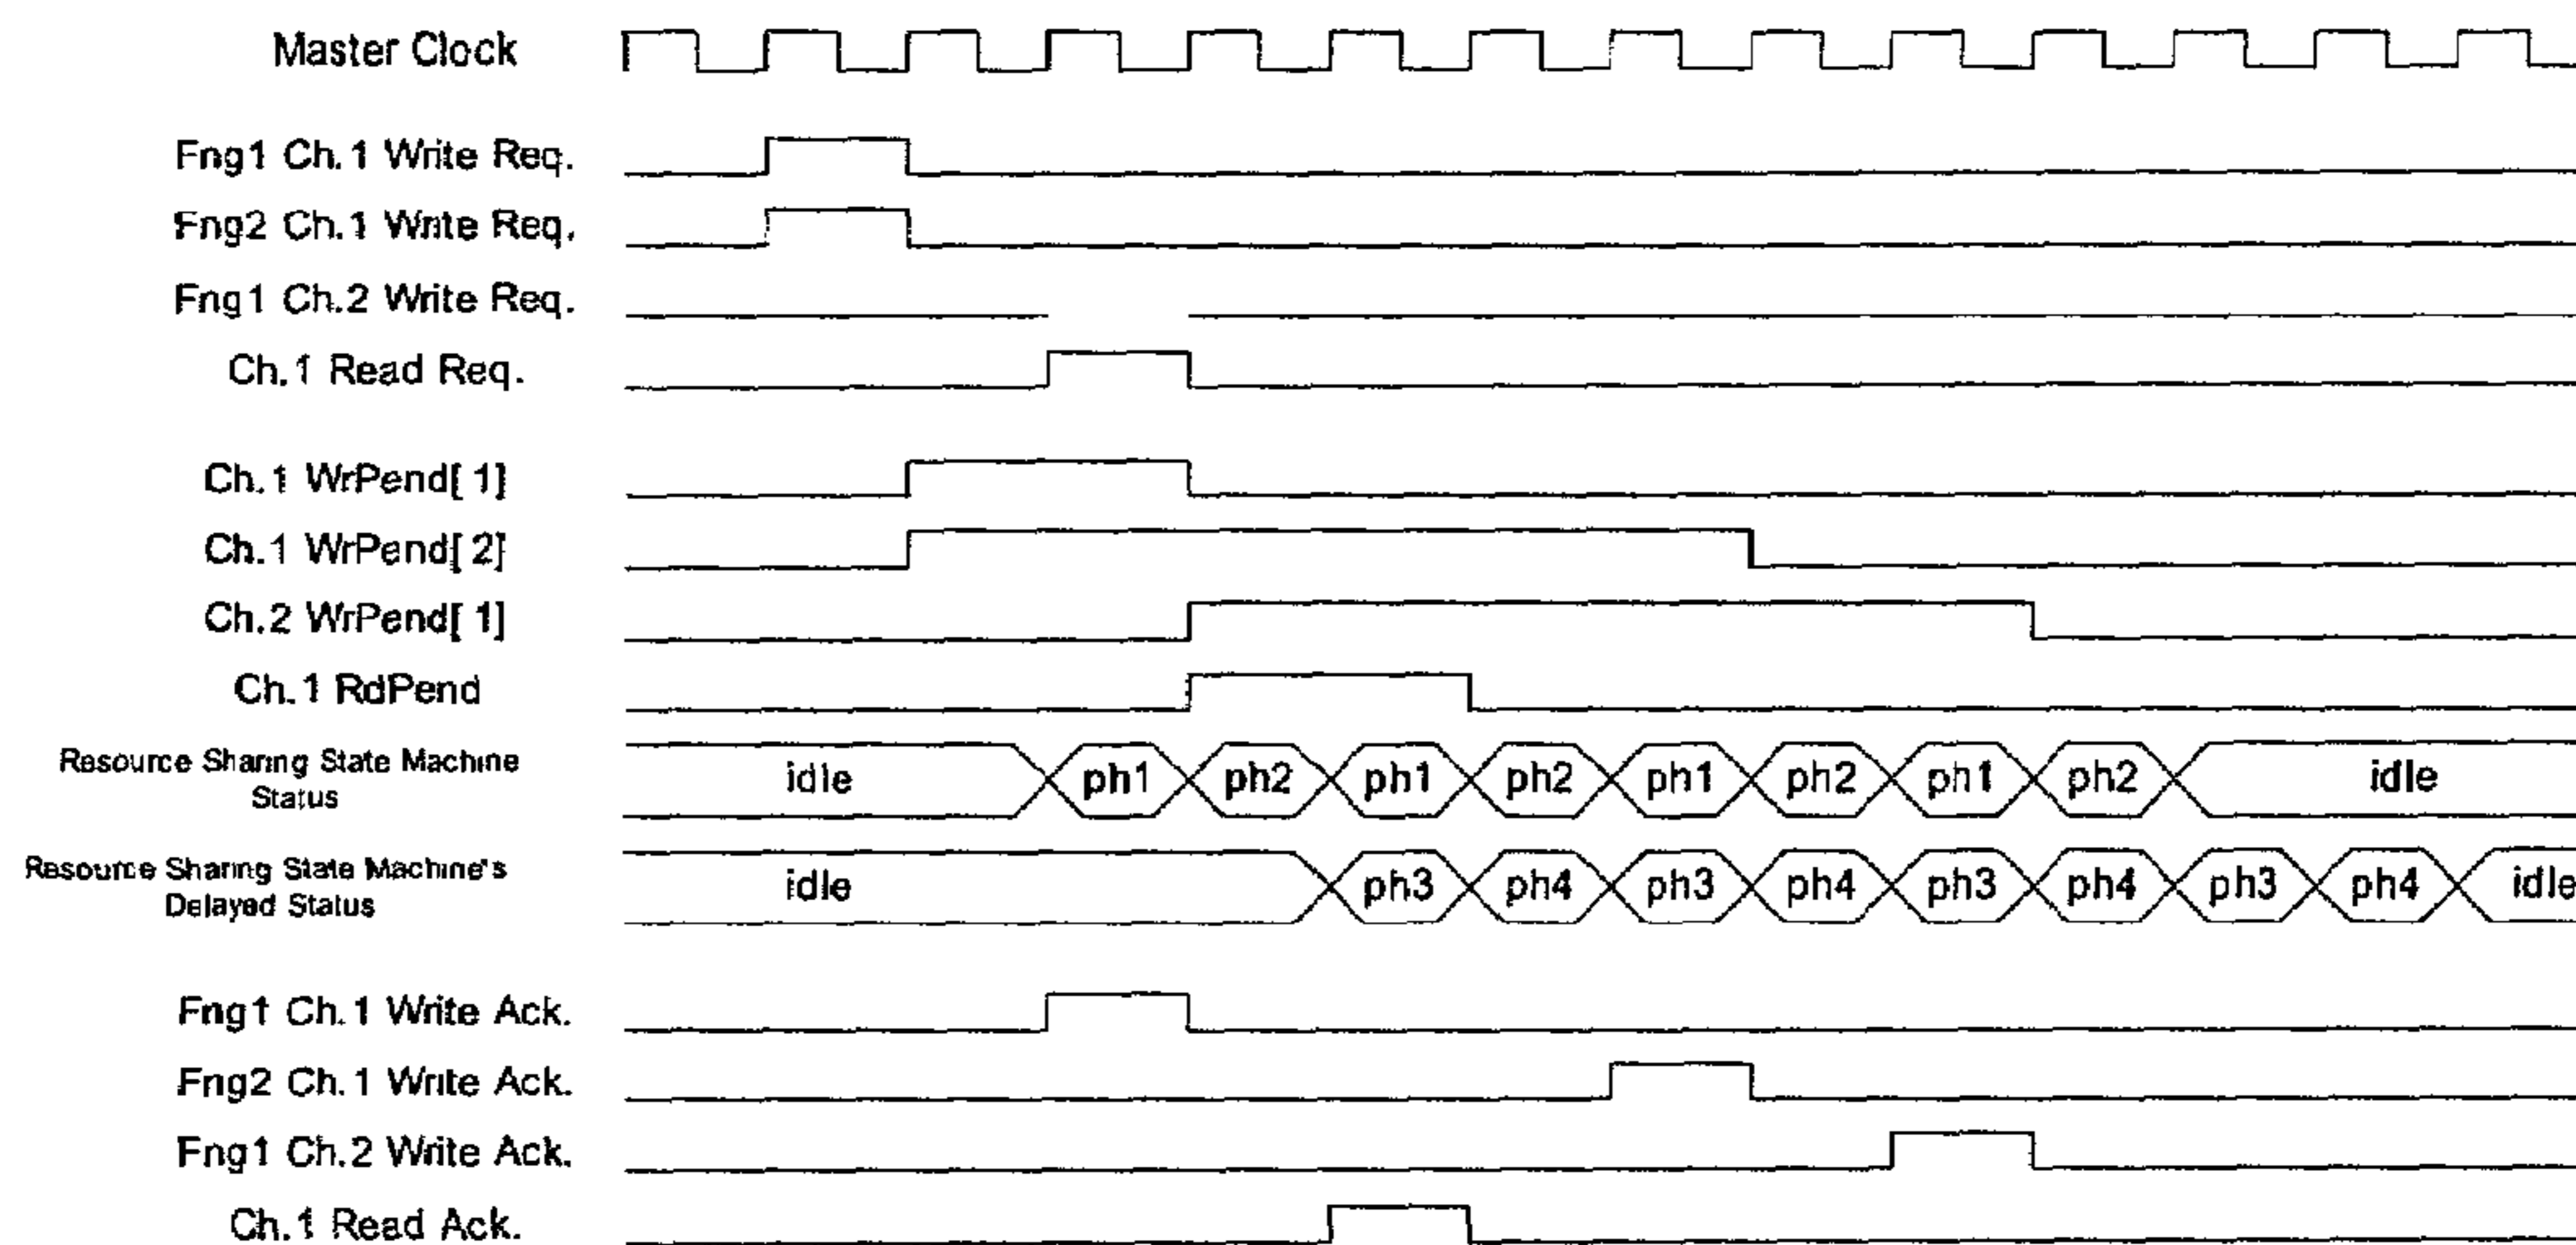 Master Clock
Fng1 Ch.1 Write Req.
Fng2 Ch.1 Write Req.
Fng1 Ch.2 Write Req.
Ch.1 Read Req.
Ch.1 WrPend[1]
Ch.1 WrPend[2]
Ch.2 WrPend[1]
Ch.1 RdPend
Resource Sharing State Machine
Status
idle ph1 ph2 ph1 ph2 ph1 ph2 ph1 ph2 idle
Resource Sharing State Machine's
Delayed Status
idle ph3 ph4 ph3 ph4 ph3 ph4 ph3 ph4 idle
Fng1 Ch.1 Write Ack.
Fng2 Ch.1 Write Ack.
Fng1 Ch.2 Write Ack.
Ch.1 Read Ack.